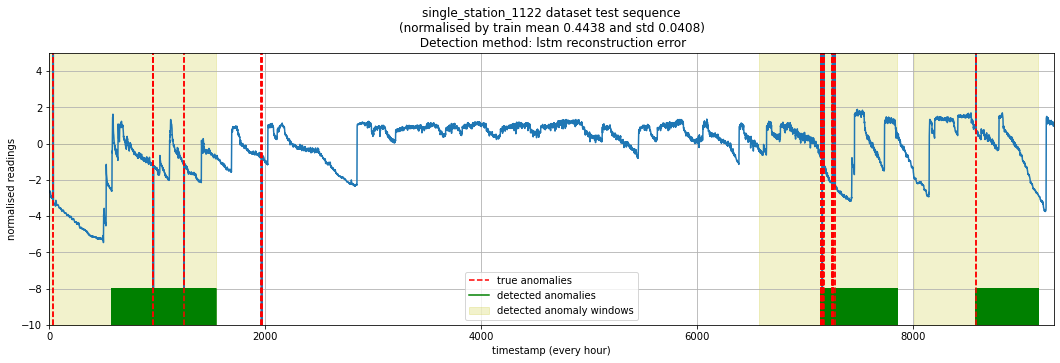 single_station_1122 dataset test sequence
(normalised by train mean 0.4438 and std 0.0408)
Detection method: lstm reconstruction error
normalised readings
4
2
0
−2
−4
−6
−8
−10
true anomalies
detected anomalies
detected anomaly windows
0 2000 4000 6000 8000
timestamp (every hour)